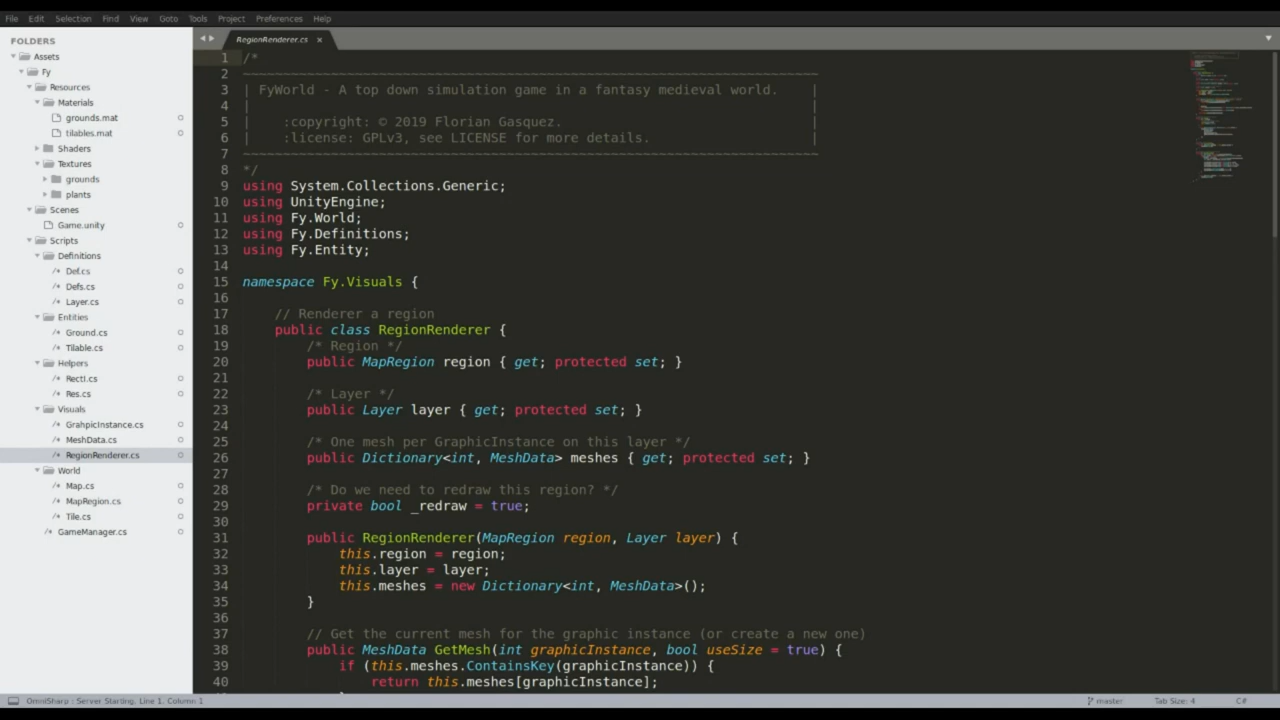 File Edit Selection Find View Goto Tools Project Preferences Help
FOLDERS
Assets
Fy
Resources
Materials
grounds.mat
tilables.mat
Shaders
Textures
grounds
plants
Scenes
Game.unity
Scripts
Definitions
/* Def.cs
/* Defs.cs
/* Layer.cs
Entities
/* Ground.cs
/* Tilable.cs
Helpers
/* RectI.cs
/* Res.cs
Visuals
/* GrahpicInstance.cs
/* MeshData.cs
/* RegionRenderer.cs
World
/* Map.cs
/* MapRegion.cs
/* Tile.cs
/* GameManager.cs
RegionRenderer.cs ×
1 /*
2 ~~~~~~~~~~~~~~~~~~~~~~~~~~~~~~~~~~~~~~~~~~~~~~~~~~~~~~~~~~~~~~~~~~~~~~~~
3 | FyWorld - A top down simulation game in a fantasy medieval world. |
4 | |
5 | :copyright: © 2019 Florian Gasquez. |
6 | :license: GPLv3, see LICENSE for more details. |
7 ~~~~~~~~~~~~~~~~~~~~~~~~~~~~~~~~~~~~~~~~~~~~~~~~~~~~~~~~~~~~~~~~~~~~~~~~
8 */
9 using System.Collections.Generic;
10 using UnityEngine;
11 using Fy.World;
12 using Fy.Definitions;
13 using Fy.Entity;
14
15 namespace Fy.Visuals {
16
17 // Renderer a region
18 public class RegionRenderer {
19 /* Region */
20 public MapRegion region { get; protected set; }
21
22 /* Layer */
23 public Layer layer { get; protected set; }
24
25 /* One mesh per GraphicInstance on this layer */
26 public Dictionary<int, MeshData> meshes { get; protected set; }
27
28 /* Do we need to redraw this region? */
29 private bool _redraw = true;
30
31 public RegionRenderer(MapRegion region, Layer layer) {
32 this.region = region;
33 this.layer = layer;
34 this.meshes = new Dictionary<int, MeshData>();
35 }
36
37 // Get the current mesh for the graphic instance (or create a new one)
38 public MeshData GetMesh(int graphicInstance, bool useSize = true) {
39 if (this.meshes.ContainsKey(graphicInstance)) {
40 return this.meshes[graphicInstance];
OmniSharp : Server Starting, Line 1, Column 1
master
Tab Size: 4
C#